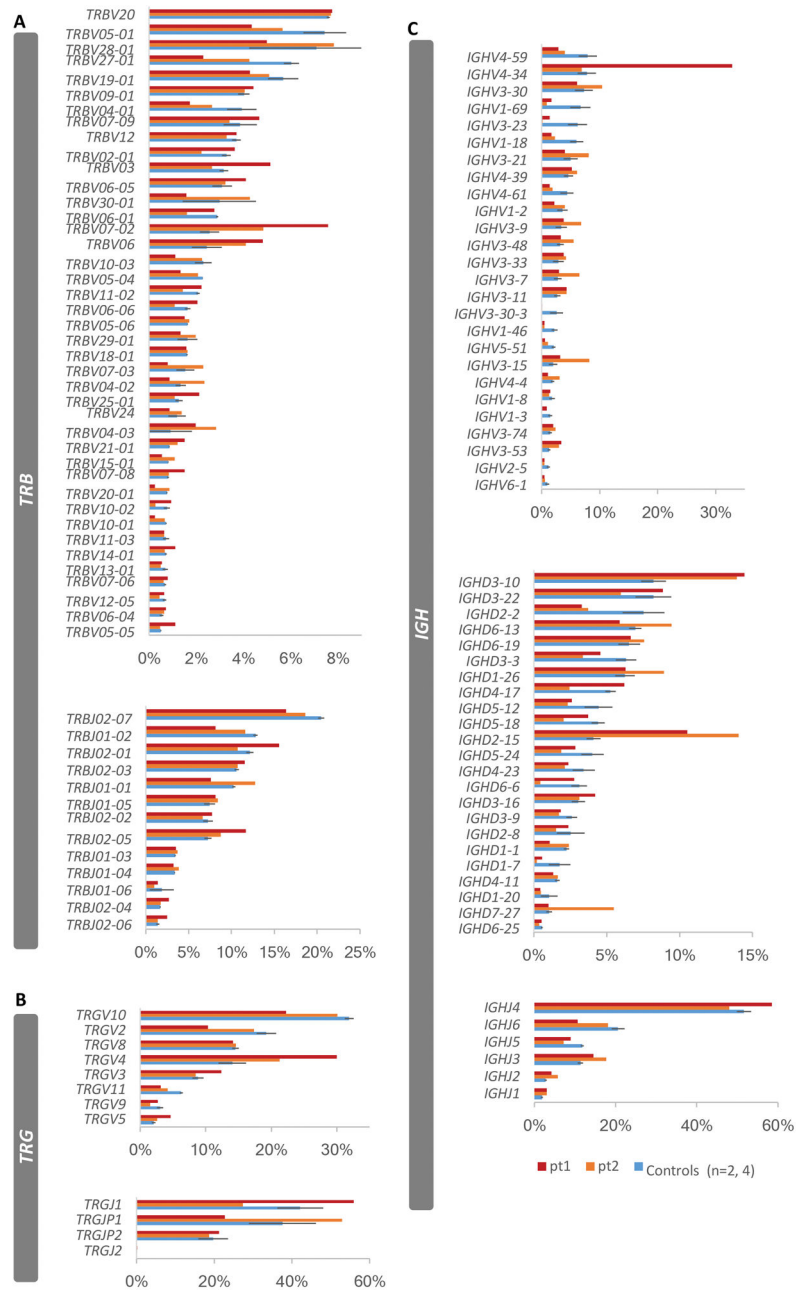 A
TRB
TRBV20
TRBV05-01
TRBV28-01
TRBV27-01
TRBV19-01
TRBV09-01
TRBV04-01
TRBV07-09
TRBV12
TRBV02-01
TRBV03
TRBV06-05
TRBV30-01
TRBV06-01
TRBV07-02
TRBV06
TRBV10-03
TRBV05-04
TRBV11-02
TRBV06-06
TRBV05-06
TRBV29-01
TRBV18-01
TRBV07-03
TRBV04-02
TRBV25-01
TRBV24
TRBV04-03
TRBV21-01
TRBV15-01
TRBV07-08
TRBV20-01
TRBV10-02
TRBV10-01
TRBV11-03
TRBV14-01
TRBV13-01
TRBV07-06
TRBV12-05
TRBV06-04
TRBV05-05
0% 2% 4% 6% 8%
TRBJ02-07
TRBJ01-02
TRBJ02-01
TRBJ02-03
TRBJ01-01
TRBJ01-05
TRBJ02-02
TRBJ02-05
TRBJ01-03
TRBJ01-04
TRBJ01-06
TRBJ02-04
TRBJ02-06
0% 5% 10% 15% 20% 25%
B
TRG
TRGV10
TRGV2
TRGV8
TRGV4
TRGV3
TRGV11
TRGV9
TRGV5
0% 10% 20% 30%
TRGJ1
TRGJP1
TRGJP2
TRGJ2
0% 20% 40% 60%
C
IGH
IGHV4-59
IGHV4-34
IGHV3-30
IGHV1-69
IGHV3-23
IGHV1-18
IGHV3-21
IGHV4-39
IGHV4-61
IGHV1-2
IGHV3-9
IGHV3-48
IGHV3-33
IGHV3-7
IGHV3-11
IGHV3-30-3
IGHV1-46
IGHV5-51
IGHV3-15
IGHV4-4
IGHV1-8
IGHV1-3
IGHV3-74
IGHV3-53
IGHV2-5
IGHV6-1
0% 10% 20% 30%
IGHD3-10
IGHD3-22
IGHD2-2
IGHD6-13
IGHD6-19
IGHD3-3
IGHD1-26
IGHD4-17
IGHD5-12
IGHD5-18
IGHD2-15
IGHD5-24
IGHD4-23
IGHD6-6
IGHD3-16
IGHD3-9
IGHD2-8
IGHD1-1
IGHD1-7
IGHD4-11
IGHD1-20
IGHD7-27
IGHD6-25
0% 5% 10% 15%
IGHJ4
IGHJ6
IGHJ5
IGHJ3
IGHJ2
IGHJ1
0% 20% 40% 60%
pt1 pt2 Controls (n=2, 4)